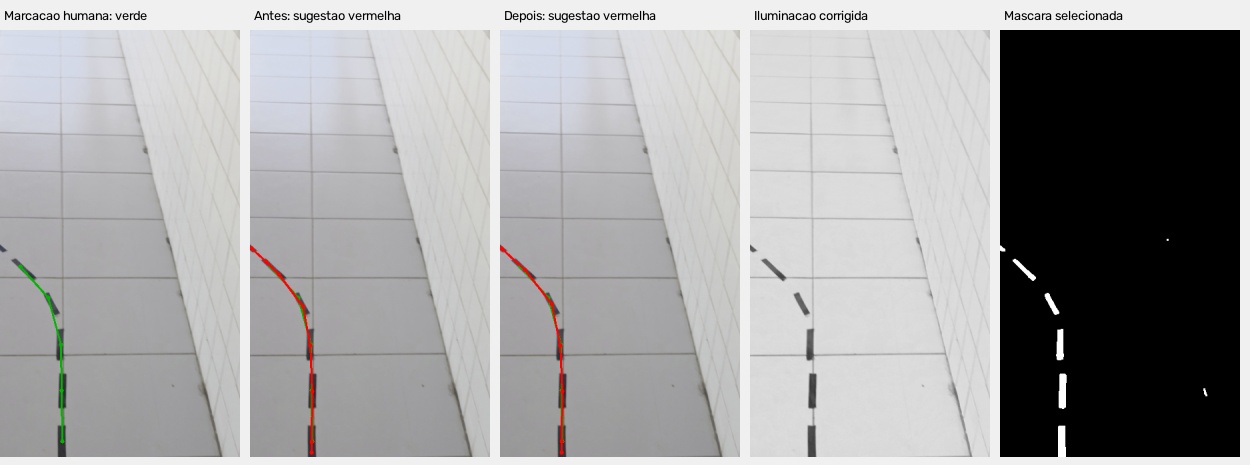 Marcacao humana: verde
Antes: sugestao vermelha
Depois: sugestao vermelha
Iluminacao corrigida
Mascara selecionada